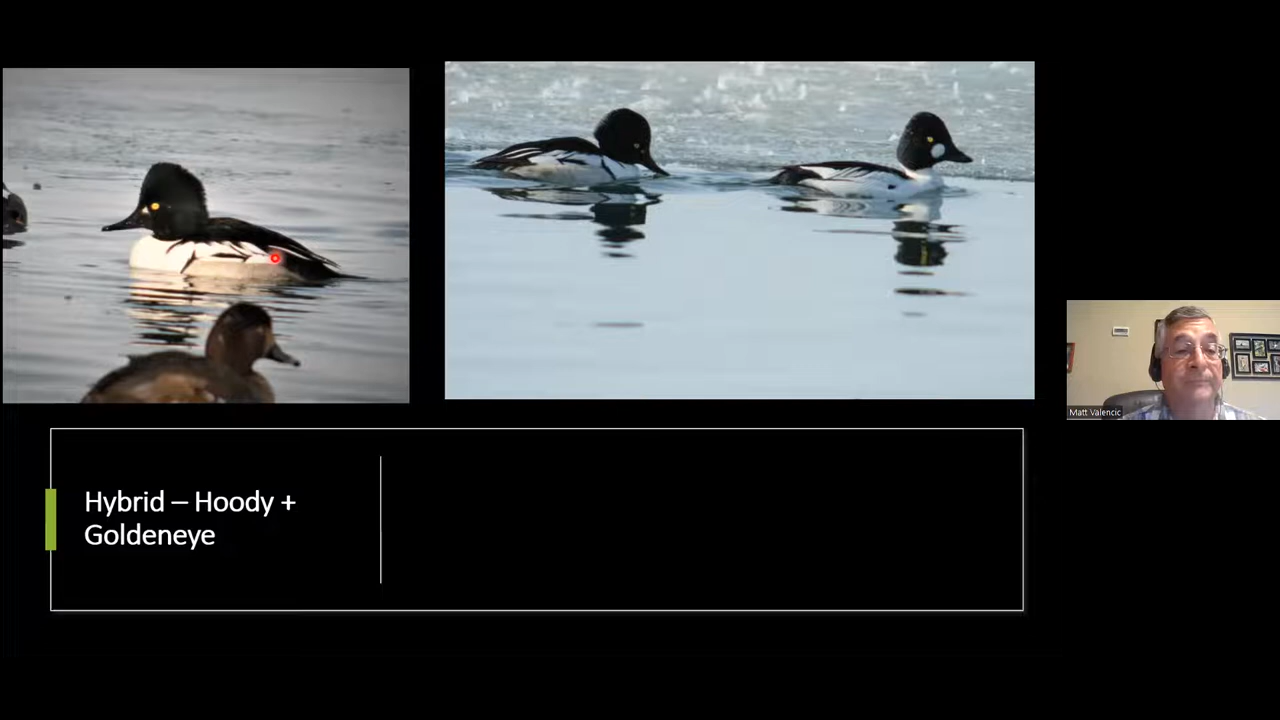 Matt Valencic
Hybrid – Hoody +
Goldeneye